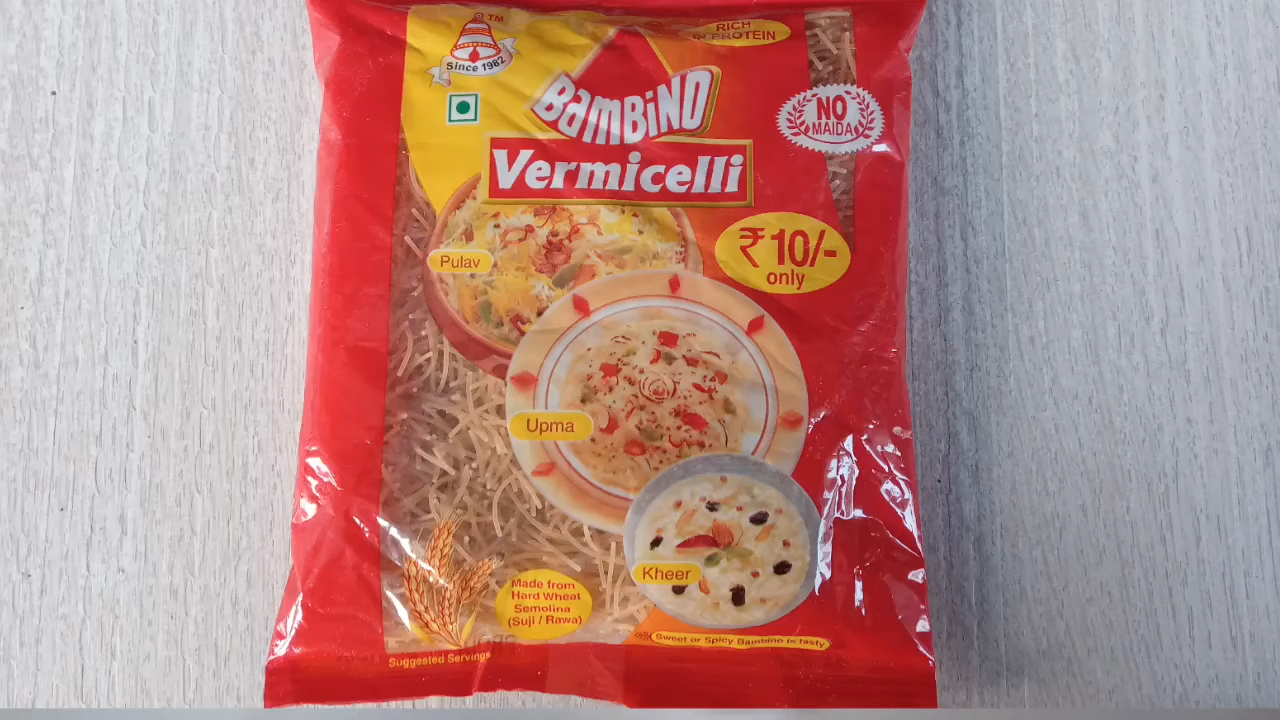 TM
Since 1982
RICH
IN PROTEIN
BAMBiNO
Vermicelli
NO
MAIDA
₹10/-
only
Pulav
Upma
Kheer
Made from
Hard Wheat
Semolina
(Suji / Rawa)
Sweet or Spicy Bambino is tasty
Suggested Servings